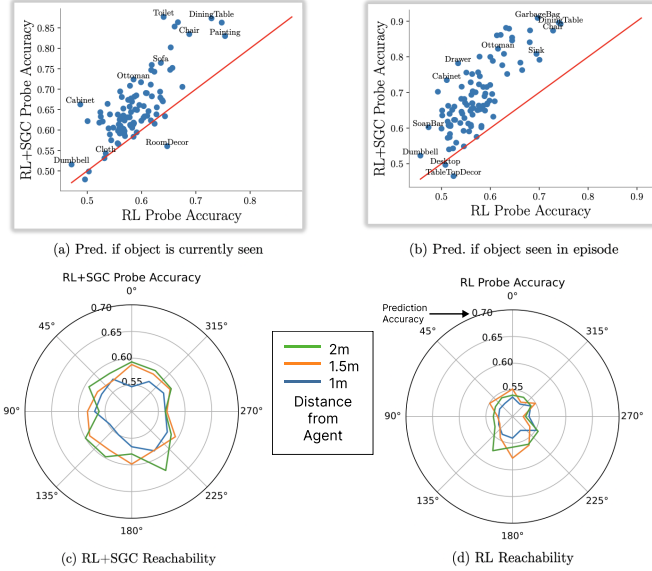 Toilet
DiningTable
Chair
Painting
Sofa
Ottoman
Cabinet
RoomDecor
Cloth
Dumbbell
0.85
0.80
0.75
0.70
0.65
0.60
0.55
0.50
0.5
0.6
0.7
0.8
RL+SGC Probe Accuracy
RL Probe Accuracy
(a) Pred. if object is currently seen
GarbageBag
DiningTable
Chair
Ottoman
Sink
Drawer
Cabinet
SoapBar
Dumbbell
Desktop
TableTopDecor
0.9
0.8
0.7
0.6
0.5
0.5
0.6
0.7
0.8
0.9
RL+SGC Probe Accuracy
RL Probe Accuracy
(b) Pred. if object seen in episode
RL+SGC Probe Accuracy
0°
45°
315°
0.70
0.65
0.60
0.55
90°
270°
135°
225°
180°
(c) RL+SGC Reachability
2m
1.5m
1m
Distance
from
Agent
RL Probe Accuracy
0°
Prediction
Accuracy
0.70
45°
315°
0.65
0.60
0.55
90°
270°
135°
225°
180°
(d) RL Reachability